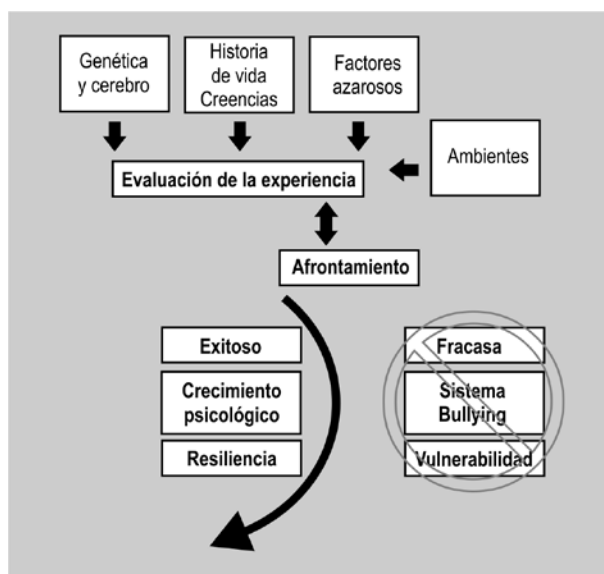 Genética
y cerebro
Historia
de vida
Creencias
Factores
azarosos
Ambientes
Evaluación de la experiencia
Afrontamiento
Exitoso
Crecimiento
psicológico
Resiliencia
Fracasa
Sistema
Bullying
Vulnerabilidad